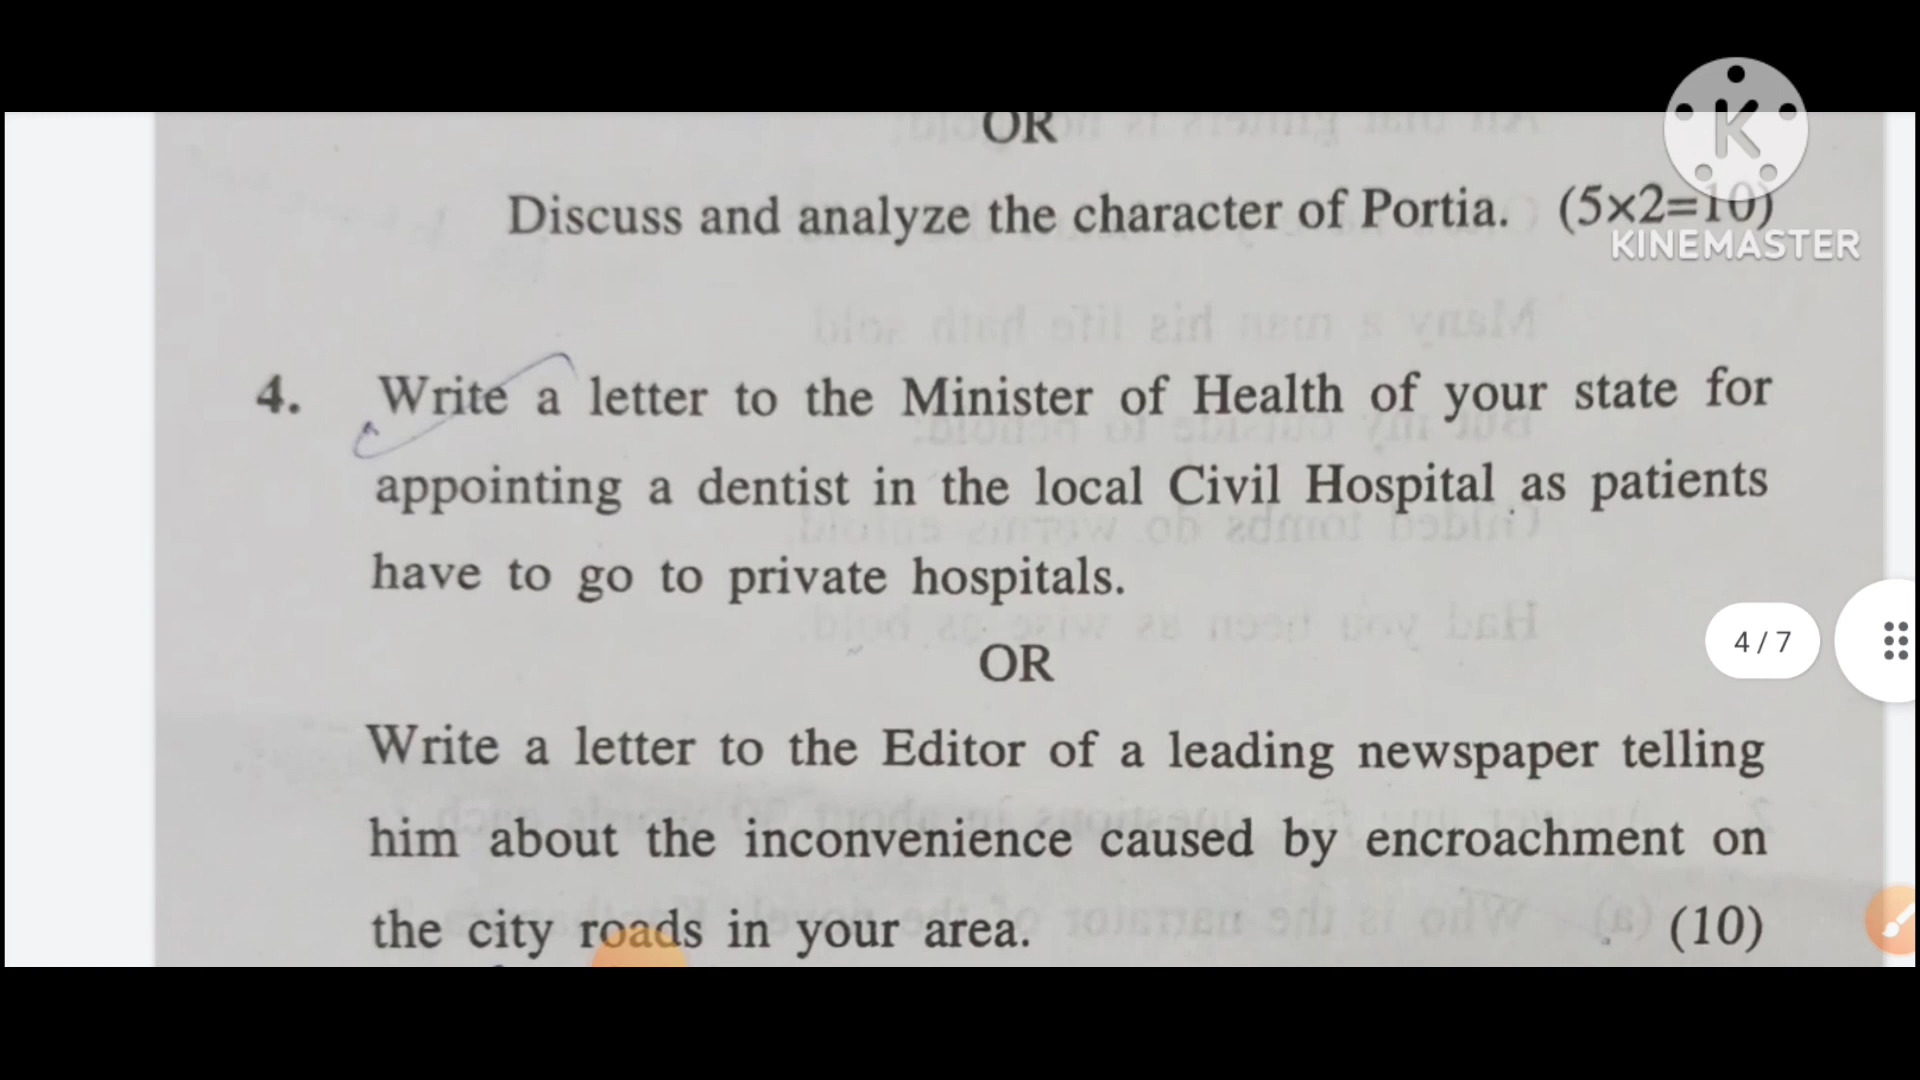 OR
Discuss and analyze the character of Portia. (5×2=10)
KINEMASTER
4. Write a letter to the Minister of Health of your state for
appointing a dentist in the local Civil Hospital as patients
have to go to private hospitals.
OR
4 / 7
Write a letter to the Editor of a leading newspaper telling
him about the inconvenience caused by encroachment on
the city roads in your area. (10)